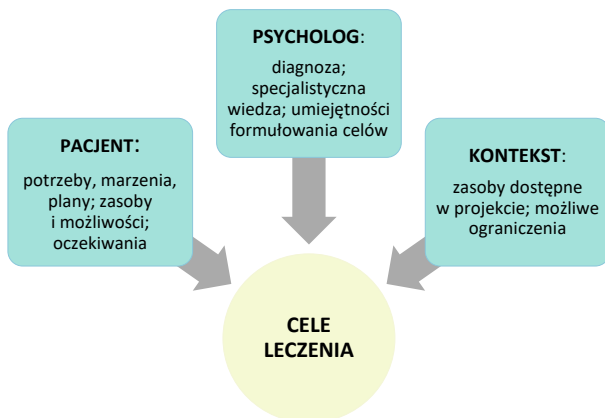 PSYCHOLOG:
diagnoza;
specjalistyczna
wiedza; umiejętności
formułowania celów
PACJENT:
potrzeby, marzenia,
plany; zasoby
i możliwości;
oczekiwania
KONTEKST:
zasoby dostępne
w projekcie; możliwe
ograniczenia
CELE
LECZENIA